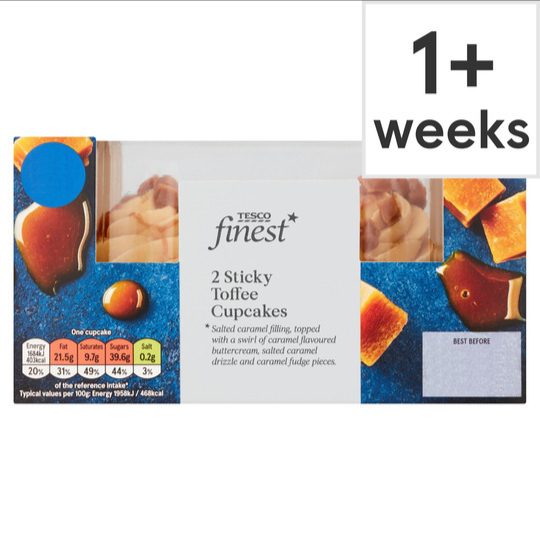 1+
weeks
TESCO
finest*
2 Sticky
Toffee
Cupcakes
* Salted caramel filling, topped
with a swirl of caramel flavoured
buttercream, salted caramel
drizzle and caramel fudge pieces.
BEST BEFORE
One cupcake
Energy Fat Saturates Sugars Salt
1684kJ
403kcal 21.5g 9.7g 39.6g 0.2g
20% 31% 49% 44% 3%
of the reference intake*
Typical values per 100g: Energy 1958kJ / 468kcal